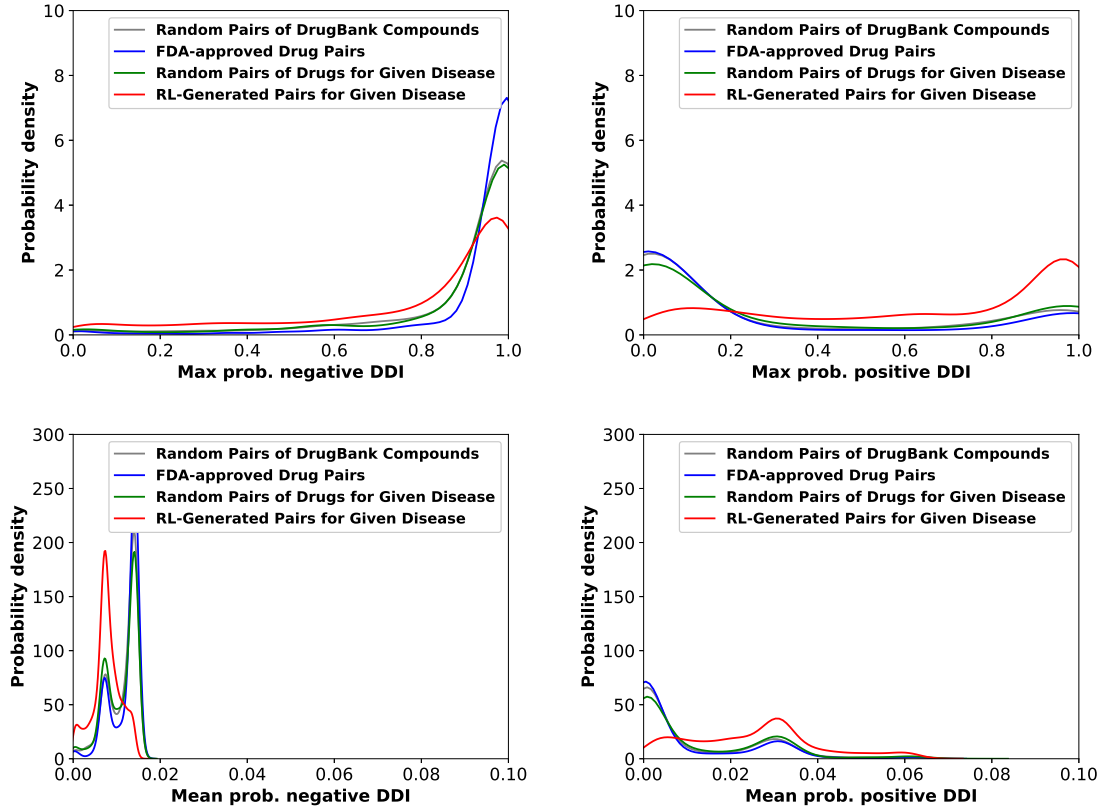 10
8
6
4
2
0
Probability density
Random Pairs of DrugBank Compounds
FDA-approved Drug Pairs
Random Pairs of Drugs for Given Disease
RL-Generated Pairs for Given Disease
0.0 0.2 0.4 0.6 0.8 1.0
Max prob. negative DDI
10
8
6
4
2
0
Probability density
Random Pairs of DrugBank Compounds
FDA-approved Drug Pairs
Random Pairs of Drugs for Given Disease
RL-Generated Pairs for Given Disease
0.0 0.2 0.4 0.6 0.8 1.0
Max prob. positive DDI
300
250
200
150
100
50
0
Probability density
Random Pairs of DrugBank Compounds
FDA-approved Drug Pairs
Random Pairs of Drugs for Given Disease
RL-Generated Pairs for Given Disease
0.00 0.02 0.04 0.06 0.08 0.10
Mean prob. negative DDI
300
250
200
150
100
50
0
Probability density
Random Pairs of DrugBank Compounds
FDA-approved Drug Pairs
Random Pairs of Drugs for Given Disease
RL-Generated Pairs for Given Disease
0.00 0.02 0.04 0.06 0.08 0.10
Mean prob. positive DDI